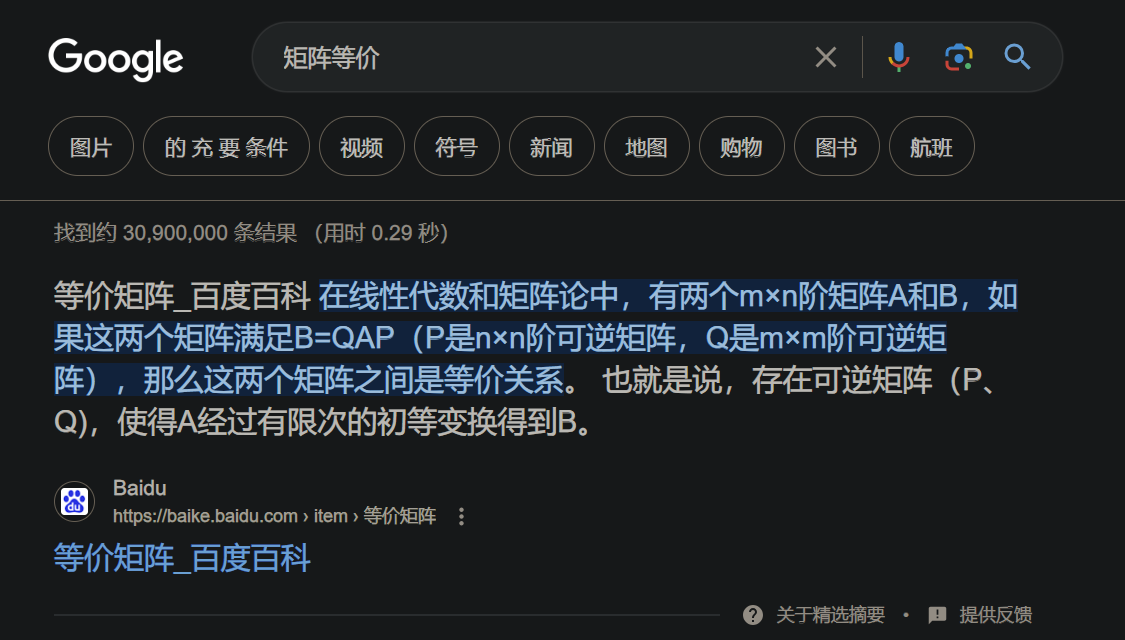 Google
矩阵等价
图片
的 充 要 条件
视频
符号
新闻
地图
购物
图书
航班
找到约 30,900,000 条结果 （用时 0.29 秒）
等价矩阵_百度百科 在线性代数和矩阵论中，有两个m×n阶矩阵A和B，如
果这两个矩阵满足B=QAP（P是n×n阶可逆矩阵，Q是m×m阶可逆矩
阵），那么这两个矩阵之间是等价关系。 也就是说，存在可逆矩阵（P、
Q)，使得A经过有限次的初等变换得到B。
du
Baidu
https://baike.baidu.com › item › 等价矩阵
等价矩阵_百度百科
关于精选摘要 • 提供反馈